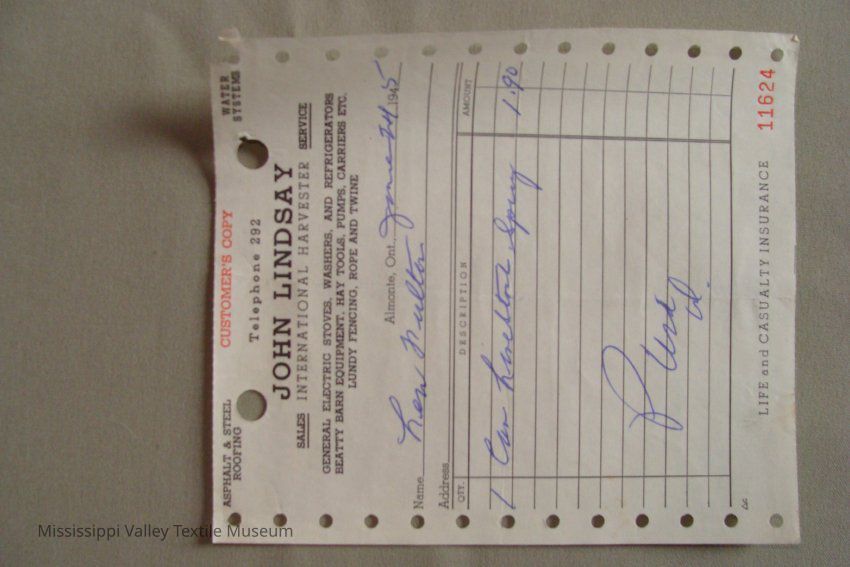 CUSTOMER'S COPY
ASPHALT & STEEL ROOFING
Telephone 292
WATER SYSTEMS
JOHN LINDSAY
SALES INTERNATIONAL HARVESTER SERVICE
GENERAL ELECTRIC STOVES, WASHERS, AND REFRIGERATORS
BEATTY BARN EQUIPMENT, HAY TOOLS, PUMPS, CARRIERS ETC.
LUNDY FENCING, ROPE AND TWINE
Almonte, Ont., June 24 1945
Name
Address
QTY. DESCRIPTION AMOUNT
1 Can Spray 1.90
LIFE and CASUALTY INSURANCE 11624
Mississippi Valley Textile Museum